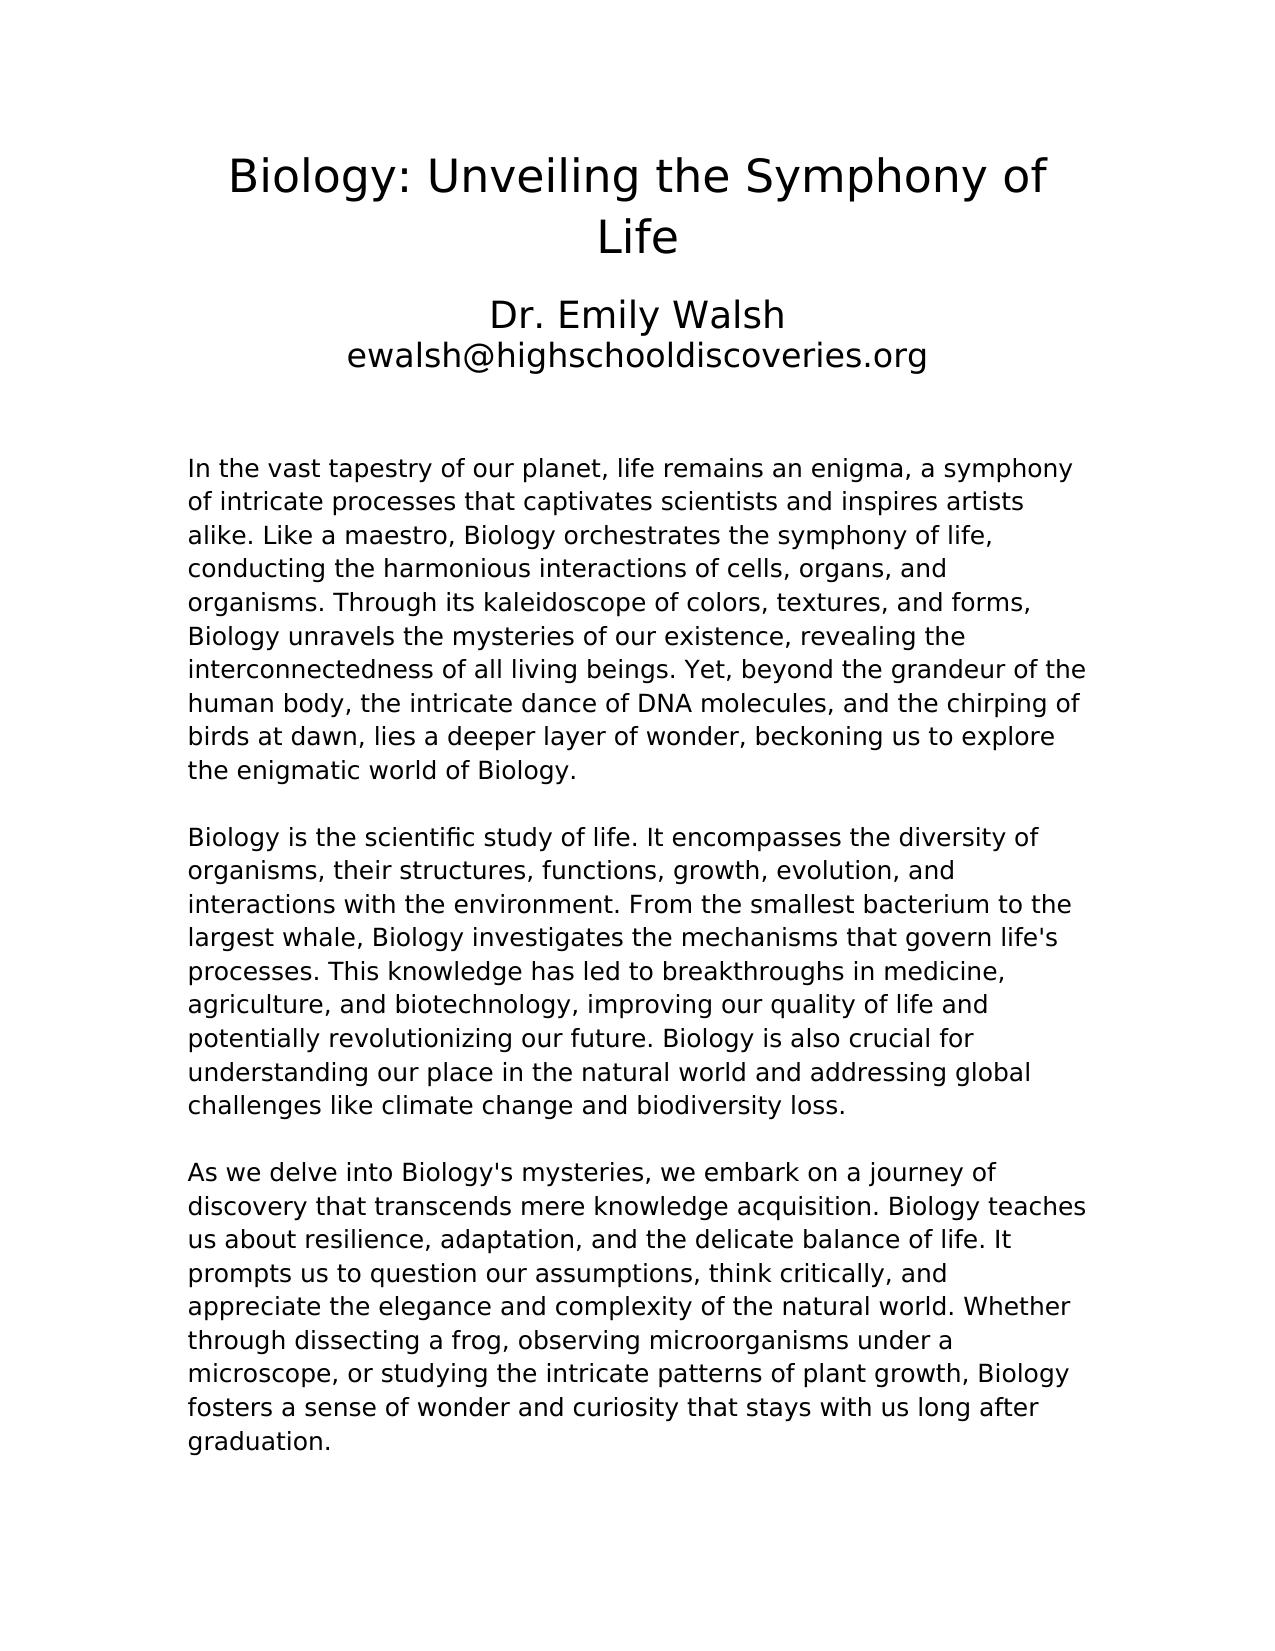 Biology: Unveiling the Symphony of
Life
Dr. Emily Walsh
ewalsh@highschooldiscoveries.org
In the vast tapestry of our planet, life remains an enigma, a symphony
of intricate processes that captivates scientists and inspires artists
alike. Like a maestro, Biology orchestrates the symphony of life,
conducting the harmonious interactions of cells, organs, and
organisms. Through its kaleidoscope of colors, textures, and forms,
Biology unravels the mysteries of our existence, revealing the
interconnectedness of all living beings. Yet, beyond the grandeur of the
human body, the intricate dance of DNA molecules, and the chirping of
birds at dawn, lies a deeper layer of wonder, beckoning us to explore
the enigmatic world of Biology.
Biology is the scientific study of life. It encompasses the diversity of
organisms, their structures, functions, growth, evolution, and
interactions with the environment. From the smallest bacterium to the
largest whale, Biology investigates the mechanisms that govern life's
processes. This knowledge has led to breakthroughs in medicine,
agriculture, and biotechnology, improving our quality of life and
potentially revolutionizing our future. Biology is also crucial for
understanding our place in the natural world and addressing global
challenges like climate change and biodiversity loss.
As we delve into Biology's mysteries, we embark on a journey of
discovery that transcends mere knowledge acquisition. Biology teaches
us about resilience, adaptation, and the delicate balance of life. It
prompts us to question our assumptions, think critically, and
appreciate the elegance and complexity of the natural world. Whether
through dissecting a frog, observing microorganisms under a
microscope, or studying the intricate patterns of plant growth, Biology
fosters a sense of wonder and curiosity that stays with us long after
graduation.